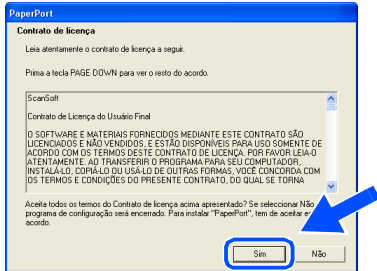 PaperPort
Contrato de licença
Leia atentamente o contrato de licença a seguir.
Prima a tecla PAGE DOWN para ver o resto do acordo.
ScanSoft
Contrato de Licença do Usuário Final
O SOFTWARE E MATERIAIS FORNECIDOS MEDIANTE ESTE CONTRATO SÃO
LICENCIADOS E NÃO VENDIDOS, E ESTÃO DISPONÍVEIS PARA USO SOMENTE DE
ACORDO COM OS TERMOS DESTE CONTRATO DE LICENÇA. POR FAVOR LEIA-O
ATENTAMENTE. AO TRANSFERIR O PROGRAMA PARA SEU COMPUTADOR,
INSTALÁ-LO, COPIÁ-LO OU USÁ-LO DE OUTRAS FORMAS, VOCÊ CONCORDA COM
OS TERMOS E CONDIÇÕES DO PRESENTE CONTRATO, DO QUAL SE TORNA
Aceita todos os termos do Contrato de licença acima apresentado? Se seleccionar Não
programa de configuração será encerrado. Para instalar "PaperPort", tem de aceitar
acordo.
Sim
Não